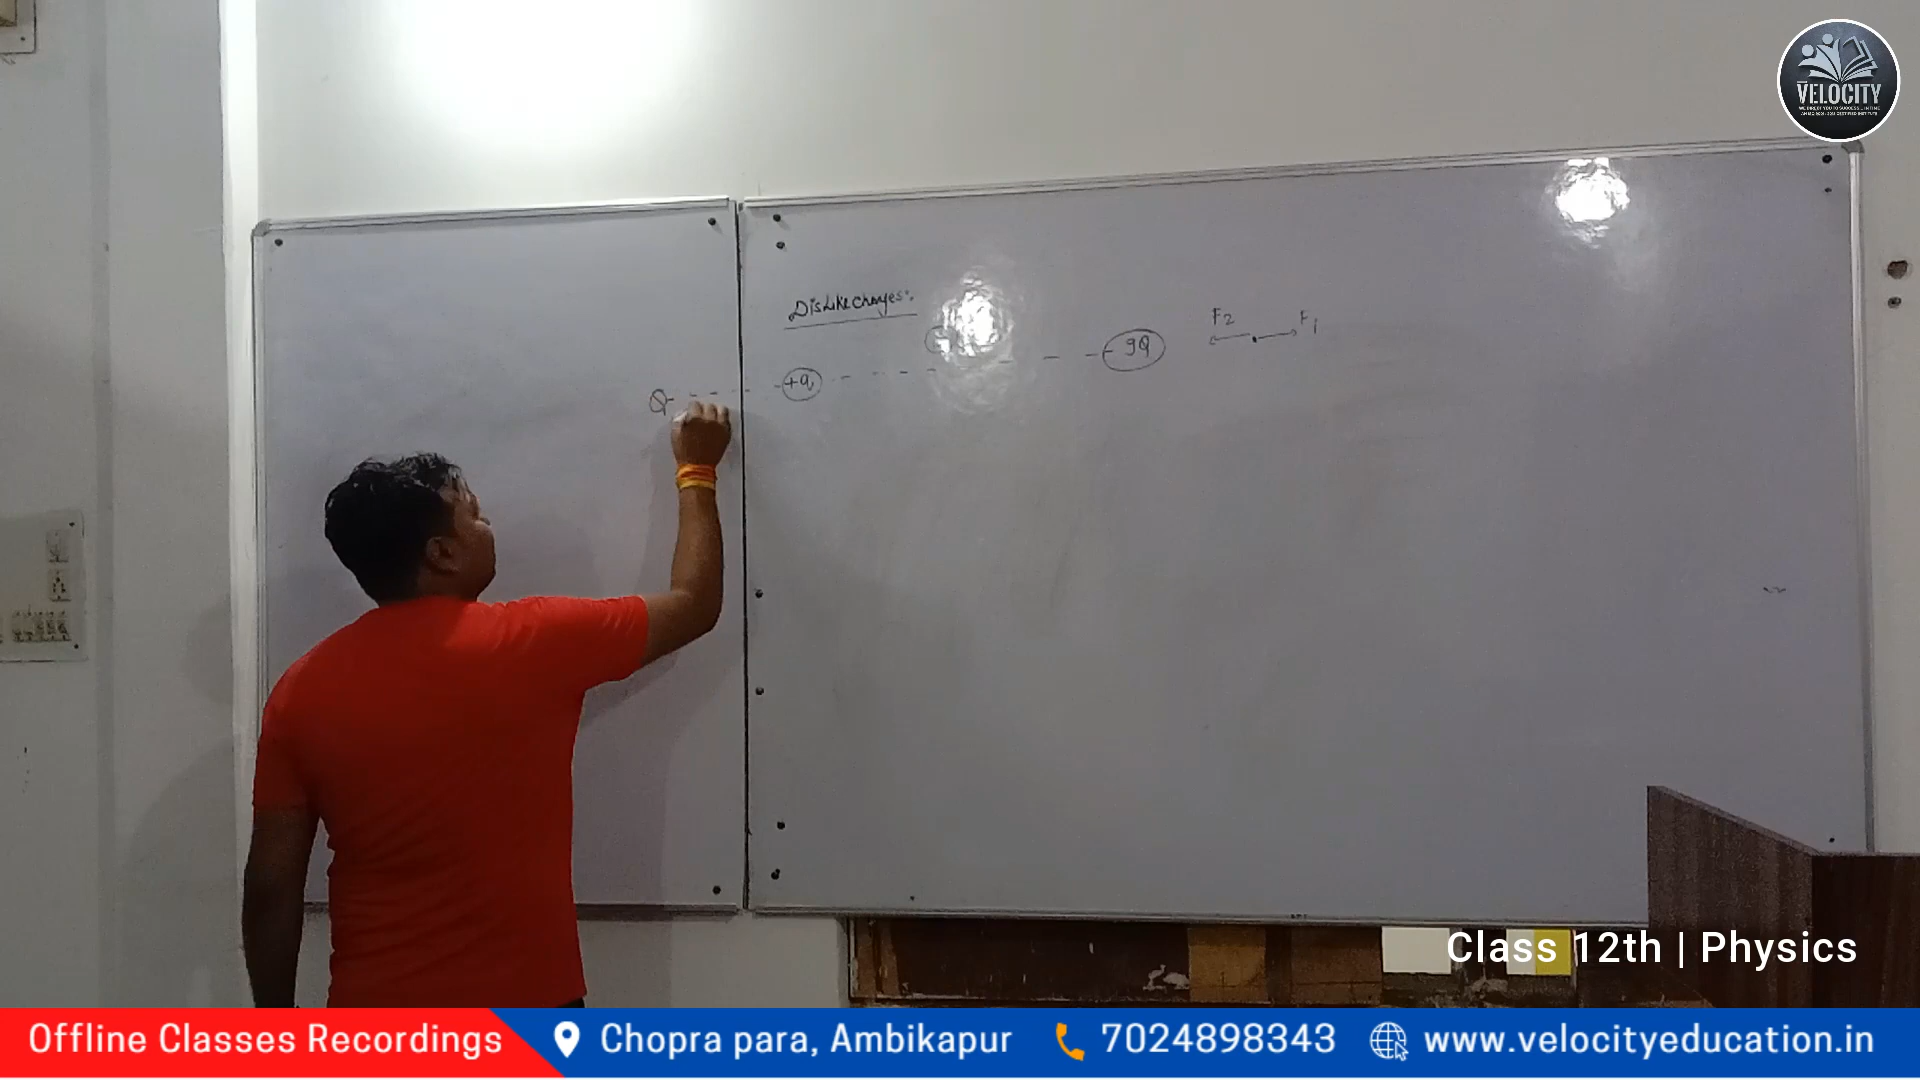 VELOCITY
Dislike charges:
F2 F1
Q +q -9Q
Class 12th | Physics
Offline Classes Recordings
Chopra para, Ambikapur
7024898343
www.velocityeducation.in